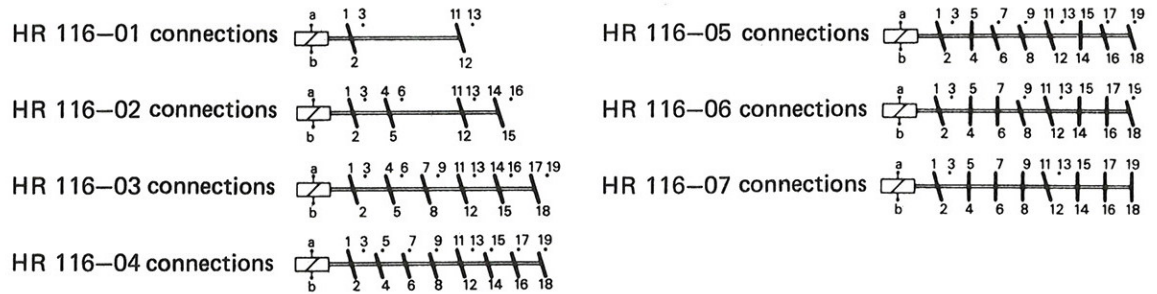 HR 116—01 connections a b 1 3 2 11 13 12
HR 116—02 connections a b 1 3 4 6 2 5 11 13 14 16 12 15
HR 116—03 connections a b 1 3 4 6 7 9 11 13 14 16 17 19 2 5 8 12 15 18
HR 116—04 connections a b 1 3 5 7 9 11 13 15 17 19 2 4 6 8 12 14 16 18
HR 116—05 connections a b 1 3 5 7 9 11 13 15 17 19 2 4 6 8 12 14 16 18
HR 116—06 connections a b 1 3 5 7 9 11 13 15 17 19 2 4 6 8 12 14 16 18
HR 116—07 connections a b 1 3 5 7 9 11 13 15 17 19 2 4 6 8 12 14 16 18